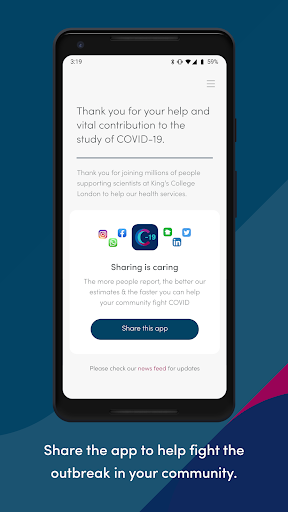 3:19
59%
Thank you for your help and
vital contribution to the
study of COVID-19.
Thank you for joining millions of people
supporting scientists at King's College
London to help our health services.
C-19
Sharing is caring
The more people report, the better our
estimates & the faster you can help
your community fight COVID
Share this app
Please check our news feed for updates
Share the app to help fight the
outbreak in your community.